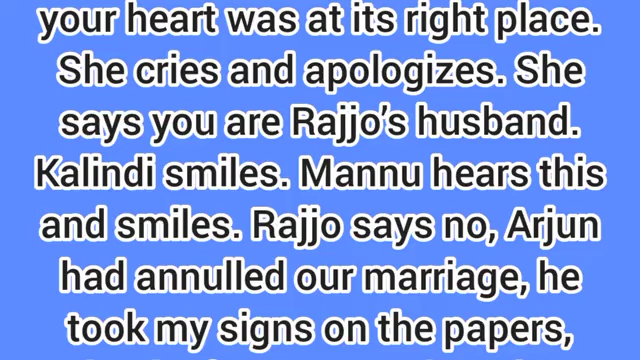 your heart was at its right place.
She cries and apologizes. She
says you are Rajjo’s husband.
Kalindi smiles. Mannu hears this
and smiles. Rajjo says no, Arjun
had annulled our marriage, he
took my signs on the papers,